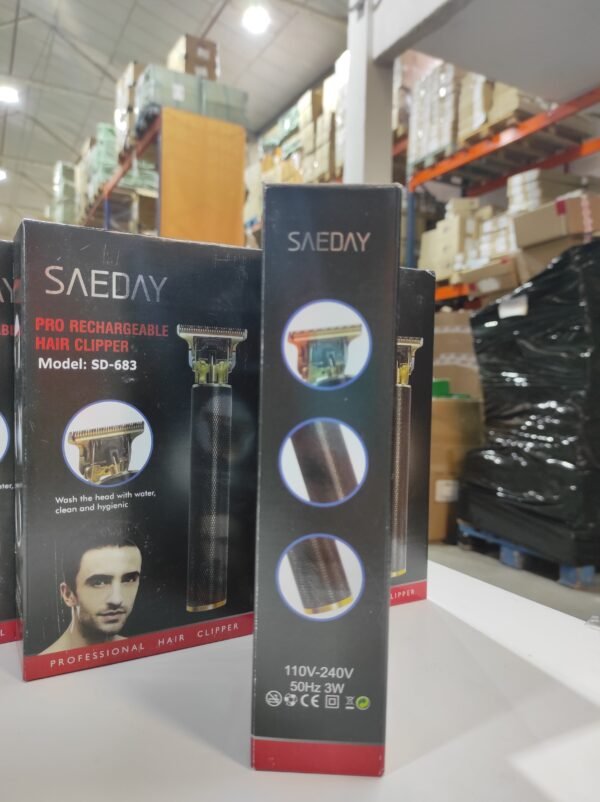 SAEDAY
PRO RECHARGEABLE
HAIR CLIPPER
Model: SD-683
Wash the head with water,
clean and hygienic
PROFESSIONAL HAIR CLIPPER
SAEDAY
110V-240V
50Hz 3W
CE